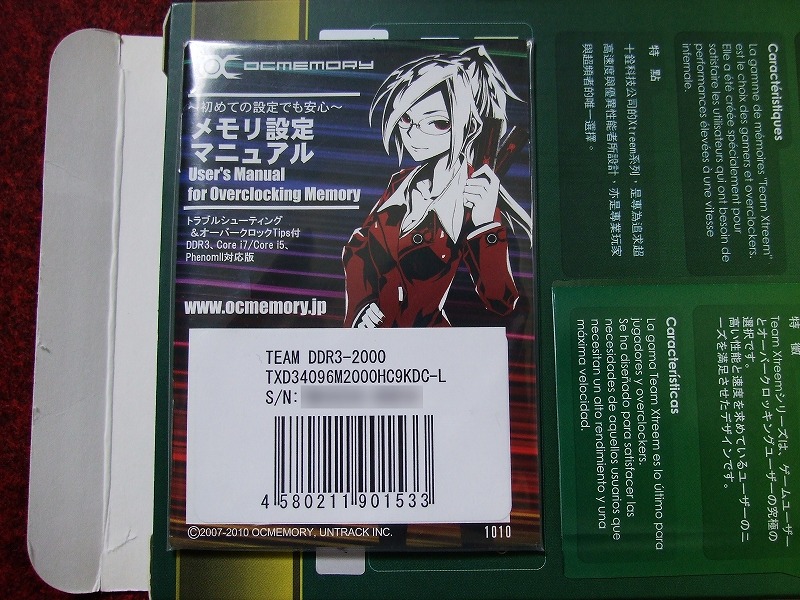 OCMEMORY
～初めての設定でも安心～
メモリ設定
マニュアル
User's Manual
for Overclocking Memory
トラブルシューティング
&オーバークロックTips付
DDR3、Core i7/Core i5、
PhenomII対応版
www.ocmemory.jp
TEAM DDR3-2000
TXD34096M2000HC9KDC-L
S/N:
4 580211 901533
©2007-2010 OCMEMORY, UNTRACK INC.
1010
Caractéristiques
La gamme de mémoires "Team Xtreem"
est le choix des gamers et overclockers.
Elle a été créée spécialement pour
satisfaire les utilisateurs qui ont besoin de
performances élevées à une vitesse
infernale.
特 點
十銓科技公司的Xtreem系列，是專為追求超
高速度與優異性能者所設計，亦是專業玩家
與超頻者的唯一選擇。
Características
La gama Team Xtreem es lo último para
jugadores y overclockers.
Se ha diseñado para satisfacer las
necesidades de aquellos usuarios que
necesitan un alto rendimiento y una
máxima velocidad.
特 徴
Team Xtreemシリーズは、ゲームユーザー
とオーバークロッキングユーザーの究極の
選択です。
高い性能と速度を求めているユーザーのニ
ーズを満足させたデザインです。